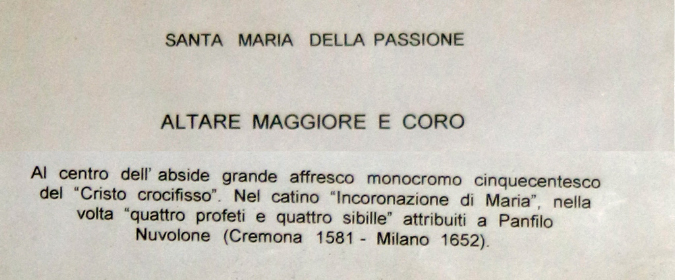 SANTA MARIA DELLA PASSIONE
ALTARE MAGGIORE E CORO
Al centro dell' abside grande affresco monocromo cinquecentesco
del "Cristo crocifisso". Nel catino "Incoronazione di Maria", nella
volta "quattro profeti e quattro sibille" attribuiti a Panfilo
Nuvolone (Cremona 1581 - Milano 1652).